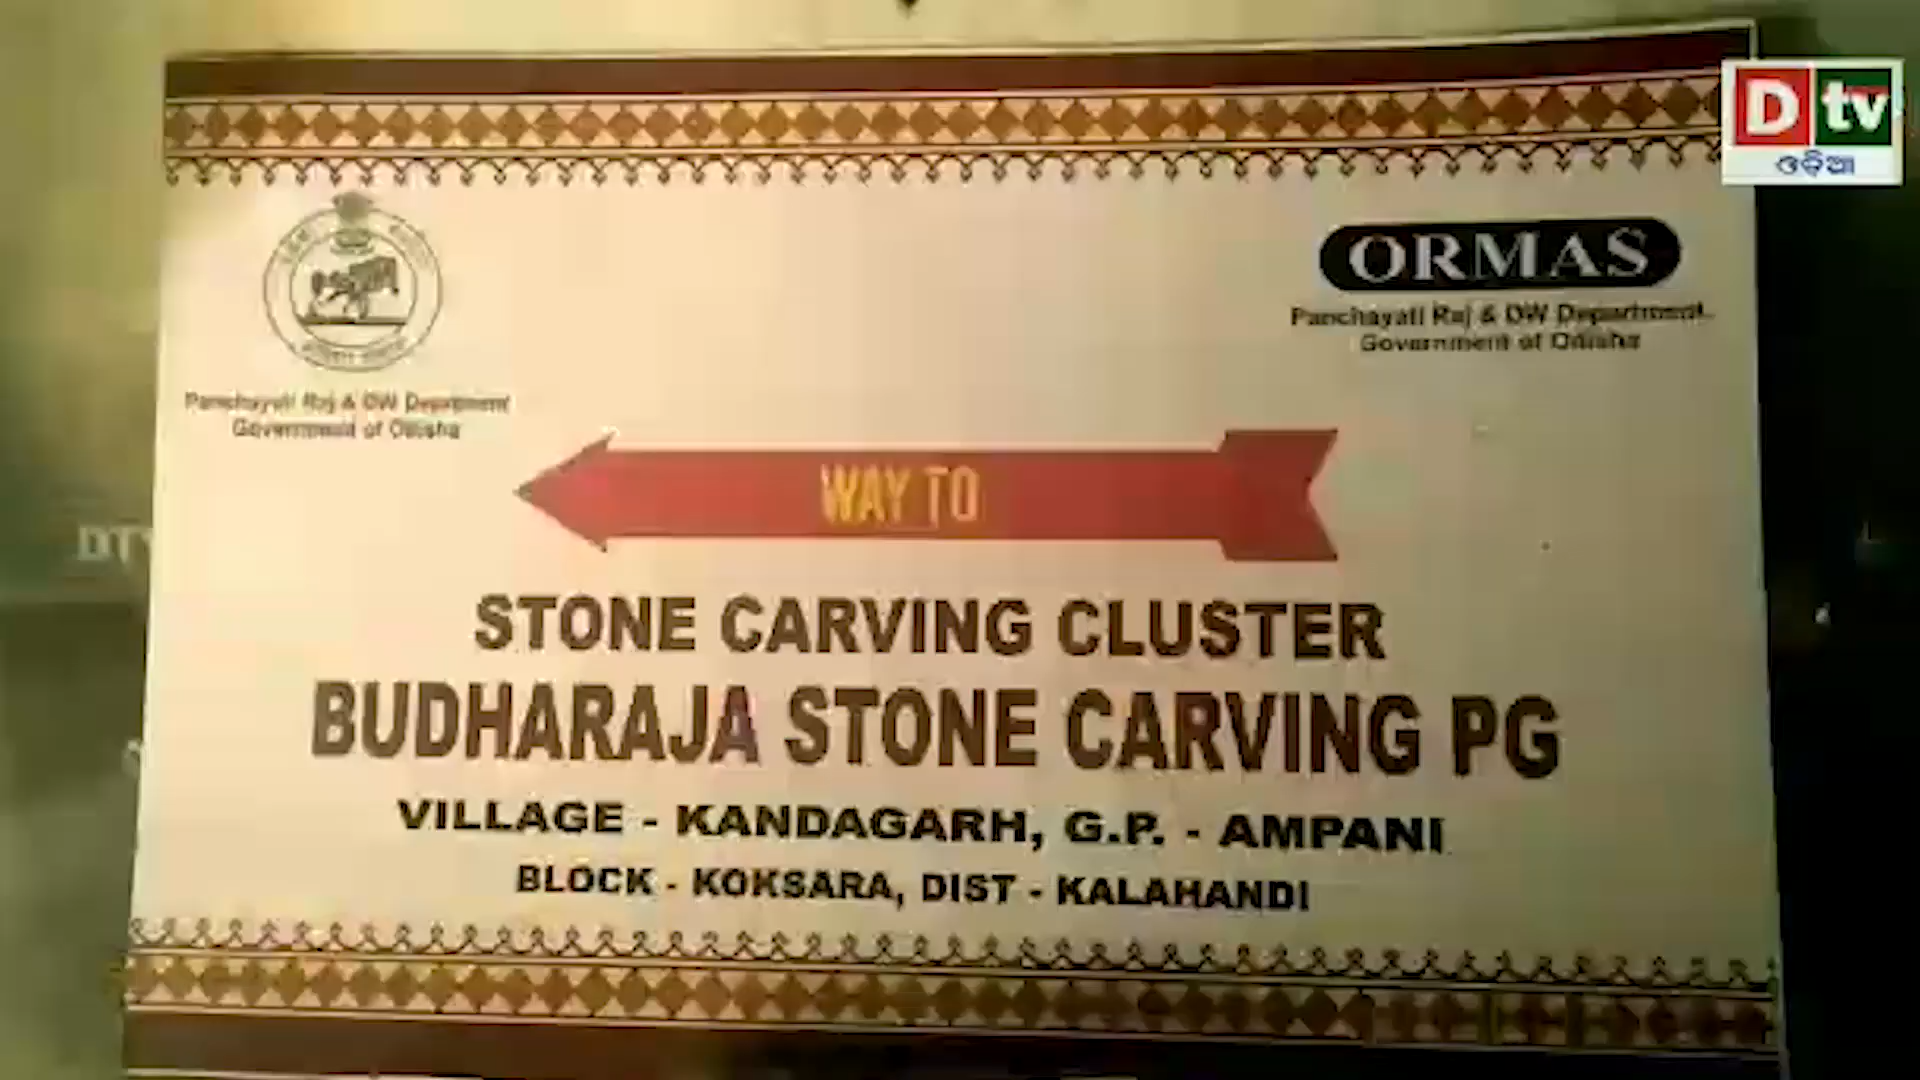 D tv
ଓଡ଼ିଆ
ORMAS
Panchayati Raj & DW Department
Government of Odisha
Panchayati Raj & DW Department
Government of Odisha
WAY TO
DTV
STONE CARVING CLUSTER
BUDHARAJA STONE CARVING PG
VILLAGE - KANDAGARH, G.P. - AMPANI
BLOCK - KOKSARA, DIST - KALAHANDI